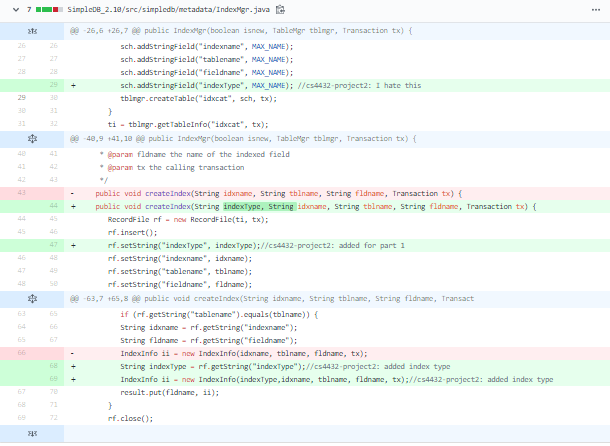 7 SimpleDB_2.10/src/simpledb/metadata/IndexMgr.java
@@ -26,6 +26,7 @@ public IndexMgr(boolean isnew, TableMgr tblmgr, Transaction tx) {
26 26 sch.addStringField("indexname", MAX_NAME);
27 27 sch.addStringField("tablename", MAX_NAME);
28 28 sch.addStringField("fieldname", MAX_NAME);
29 + sch.addStringField("indexType", MAX_NAME); //cs4432-project2: I hate this
29 30 tblmgr.createTable("idxcat", sch, tx);
30 31 }
31 32 ti = tblmgr.getTableInfo("idxcat", tx);
@@ -40,9 +41,10 @@ public IndexMgr(boolean isnew, TableMgr tblmgr, Transaction tx) {
40 41 * @param fldname the name of the indexed field
41 42 * @param tx the calling transaction
42 43 */
43 - public void createIndex(String idxname, String tblname, String fldname, Transaction tx) {
44 + public void createIndex(String indexType, String idxname, String tblname, String fldname, Transaction tx) {
44 45 RecordFile rf = new RecordFile(ti, tx);
45 46 rf.insert();
47 + rf.setString("indexType", indexType);//cs4432-project2: added for part 1
46 48 rf.setString("indexname", idxname);
47 49 rf.setString("tablename", tblname);
48 50 rf.setString("fieldname", fldname);
@@ -63,7 +65,8 @@ public void createIndex(String idxname, String tblname, String fldname, Transact
63 65 if (rf.getString("tablename").equals(tblname)) {
64 66 String idxname = rf.getString("indexname");
65 67 String fldname = rf.getString("fieldname");
66 - IndexInfo ii = new IndexInfo(idxname, tblname, fldname, tx);
68 + String indexType = rf.getString("indexType");//cs4432-project2: added index type
69 + IndexInfo ii = new IndexInfo(indexType,idxname, tblname, fldname, tx);//cs4432-project2: added index type
67 70 result.put(fldname, ii);
68 71 }
69 72 rf.close();